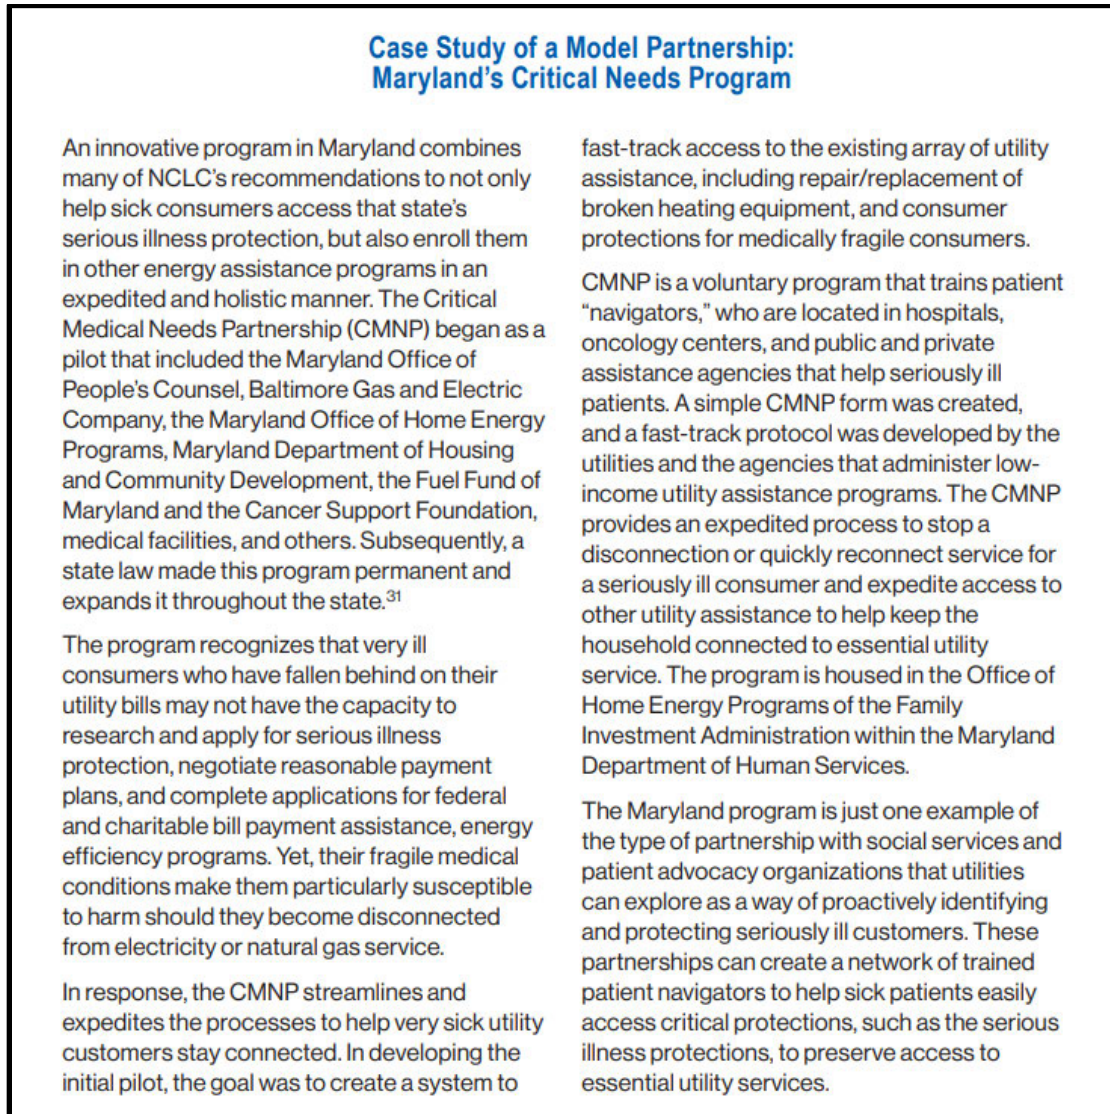 Case Study of a Model Partnership:
Maryland's Critical Needs Program
An innovative program in Maryland combines
many of NCLC's recommendations to not only
help sick consumers access that state's
serious illness protection, but also enroll them
in other energy assistance programs in an
expedited and holistic manner. The Critical
Medical Needs Partnership (CMNP) began as a
pilot that included the Maryland Office of
People's Counsel, Baltimore Gas and Electric
Company, the Maryland Office of Home Energy
Programs, Maryland Department of Housing
and Community Development, the Fuel Fund of
Maryland and the Cancer Support Foundation,
medical facilities, and others. Subsequently, a
state law made this program permanent and
expands it throughout the state.³¹
The program recognizes that very ill
consumers who have fallen behind on their
utility bills may not have the capacity to
research and apply for serious illness
protection, negotiate reasonable payment
plans, and complete applications for federal
and charitable bill payment assistance, energy
efficiency programs. Yet, their fragile medical
conditions make them particularly susceptible
to harm should they become disconnected
from electricity or natural gas service.
In response, the CMNP streamlines and
expedites the processes to help very sick utility
customers stay connected. In developing the
initial pilot, the goal was to create a system to
fast-track access to the existing array of utility
assistance, including repair/replacement of
broken heating equipment, and consumer
protections for medically fragile consumers.
CMNP is a voluntary program that trains patient
“navigators,” who are located in hospitals,
oncology centers, and public and private
assistance agencies that help seriously ill
patients. A simple CMNP form was created,
and a fast-track protocol was developed by the
utilities and the agencies that administer low-
income utility assistance programs. The CMNP
provides an expedited process to stop a
disconnection or quickly reconnect service for
a seriously ill consumer and expedite access to
other utility assistance to help keep the
household connected to essential utility
service. The program is housed in the Office of
Home Energy Programs of the Family
Investment Administration within the Maryland
Department of Human Services.
The Maryland program is just one example of
the type of partnership with social services and
patient advocacy organizations that utilities
can explore as a way of proactively identifying
and protecting seriously ill customers. These
partnerships can create a network of trained
patient navigators to help sick patients easily
access critical protections, such as the serious
illness protections, to preserve access to
essential utility services.